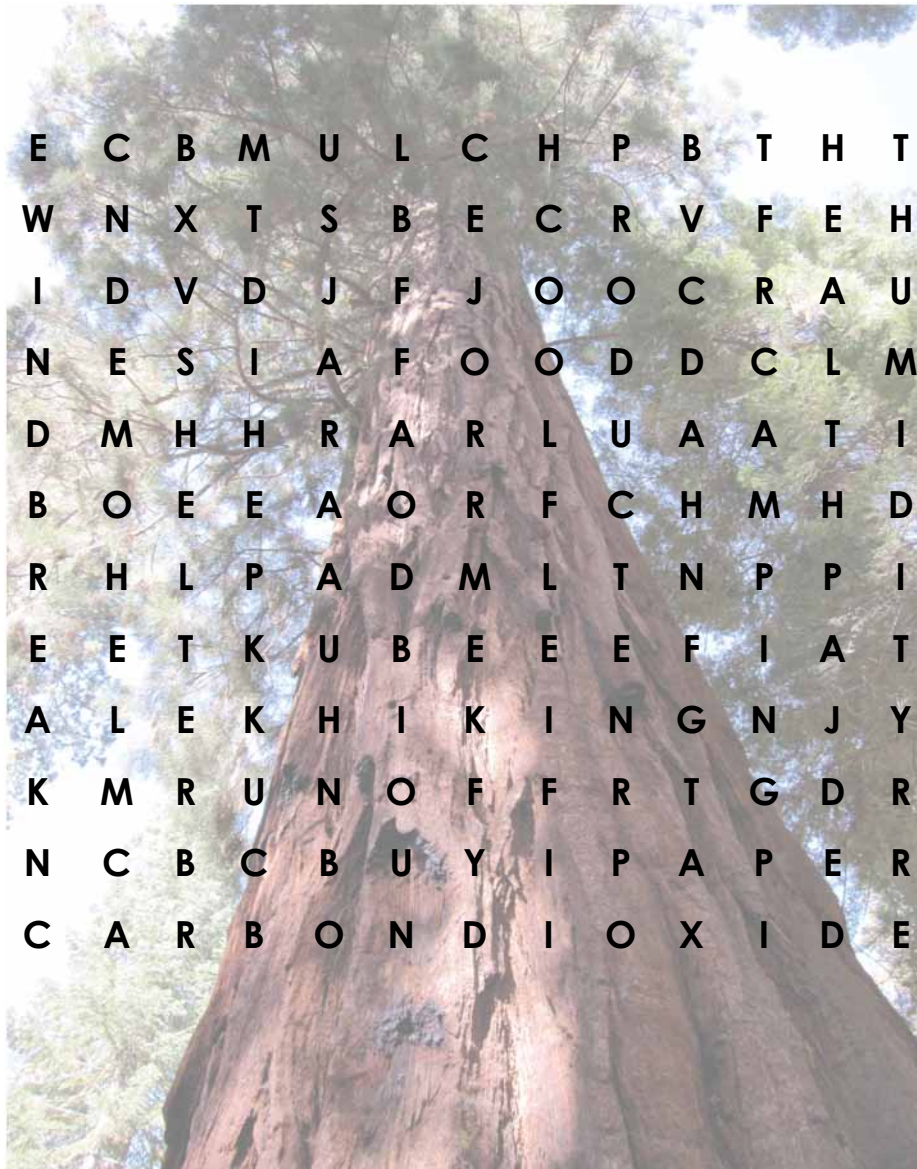 E C B M U L C H P B T H T
W N X T S B E C R V F E H
I D V D J F J O O C R A U
N E S I A F O O D D C L M
D M H H R A R L U A A T I
B O E E A O R F C H M H D
R H L P A D M L T N P P I
E E T K U B E E E F I A T
A L E K H I K I N G N J Y
K M R U N O F F R T G D R
N C B C B U Y I P A P E R
C A R B O N D I O X I D E